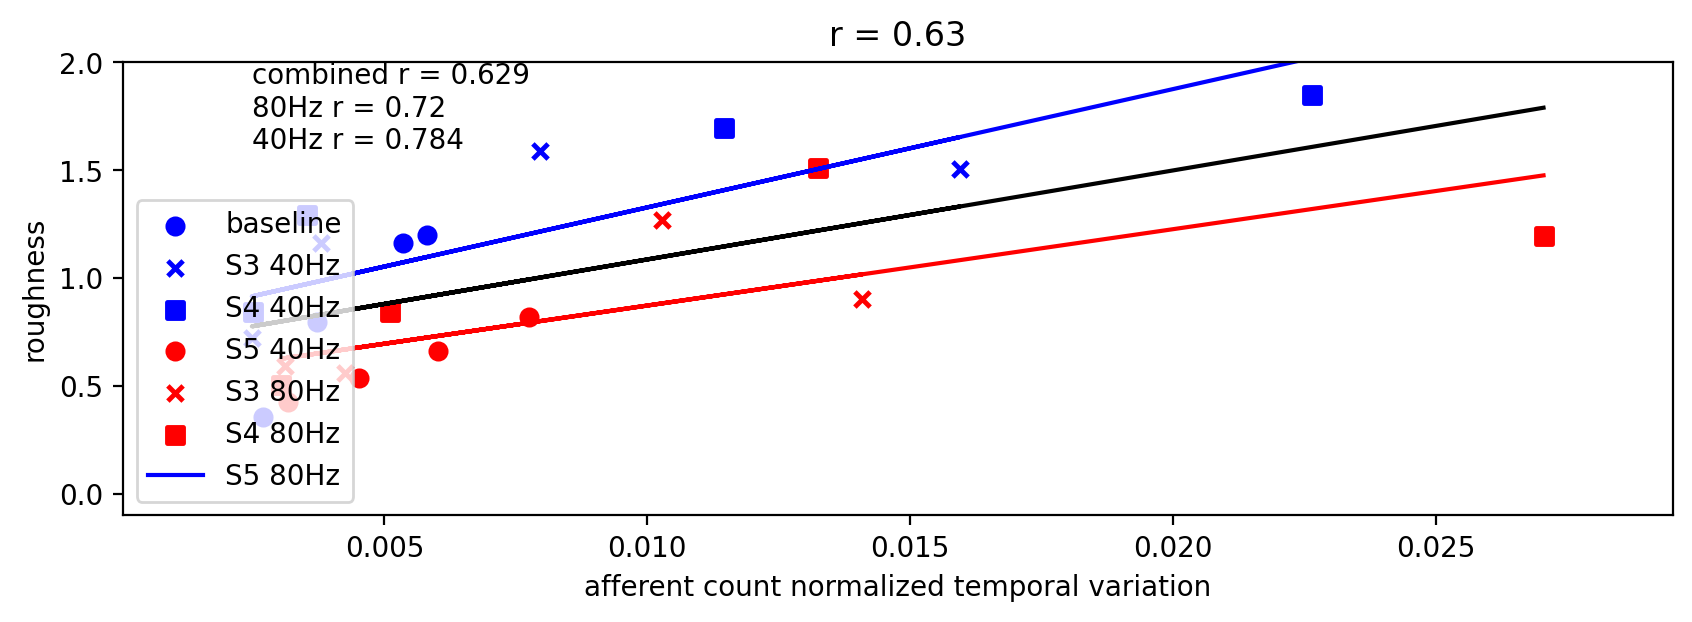 r = 0.63
combined r = 0.629
80Hz r = 0.72
40Hz r = 0.784
2.0
1.5
1.0
0.5
0.0
roughness
baseline
S3 40Hz
S4 40Hz
S5 40Hz
S3 80Hz
S4 80Hz
S5 80Hz
0.005 0.010 0.015 0.020 0.025
afferent count normalized temporal variation